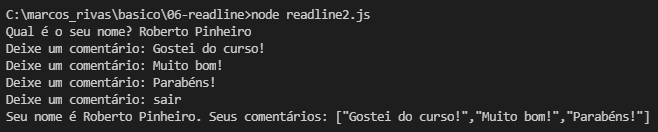 C:\marcos_rivas\basico\06-readline>node readline2.js
Qual é o seu nome? Roberto Pinheiro
Deixe um comentário: Gostei do curso!
Deixe um comentário: Muito bom!
Deixe um comentário: Parabéns!
Deixe um comentário: sair
Seu nome é Roberto Pinheiro. Seus comentários: ["Gostei do curso!","Muito bom!","Parabéns!"]